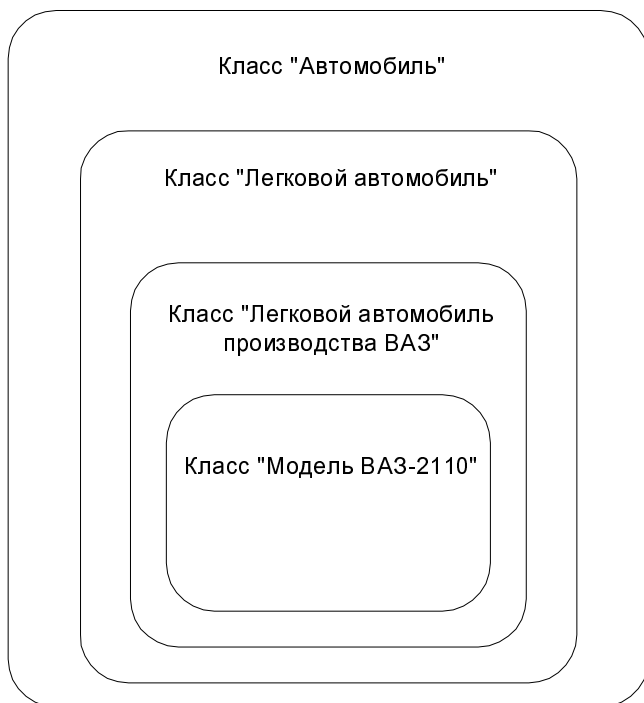 Класс "Автомобиль"
Класс "Легковой автомобиль"
Класс "Легковой автомобиль
производства ВАЗ"
Класс "Модель ВАЗ-2110"